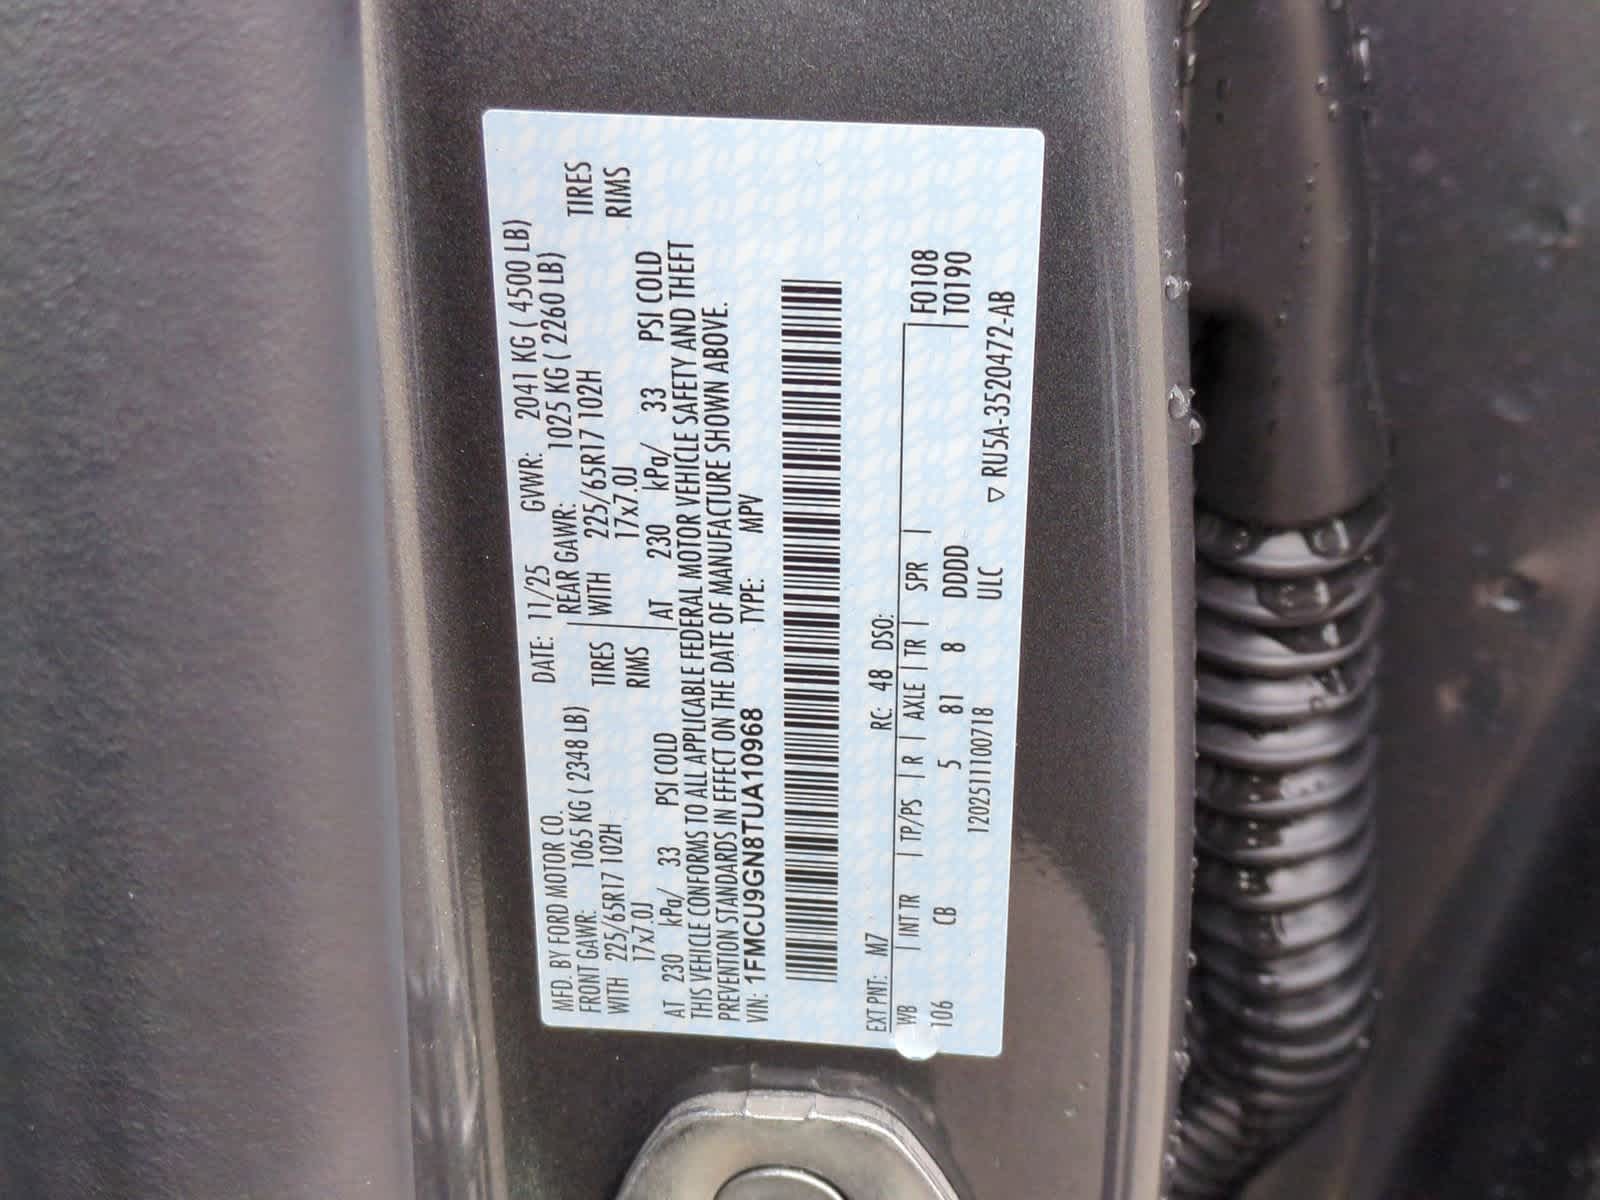 MFD. BY FORD MOTOR CO. DATE: 11/25 GVWR: 2041 KG ( 4500 LB)
FRONT GAWR: 1065 KG ( 2348 LB) REAR GAWR: 1025 KG ( 2260 LB)
WITH 225/65R17 102H TIRES WITH 225/65R17 102H TIRES
17x7.0J RIMS 17x7.0J RIMS
AT 230 kPa/ 33 PSI COLD AT 230 kPa/ 33 PSI COLD
THIS VEHICLE CONFORMS TO ALL APPLICABLE FEDERAL MOTOR VEHICLE SAFETY AND THEFT
PREVENTION STANDARDS IN EFFECT ON THE DATE OF MANUFACTURE SHOWN ABOVE.
VIN: 1FMCU9GN8TUA10968 TYPE: MPV
EXT PNT: M7 RC: 48 DSO:
WB | INT TR | TP/PS | R | AXLE | TR | SPR | F0108
106 CB 5 81 8 DDDD T0190
12025111100718 ULC
▽ RU5A-3520472-AB